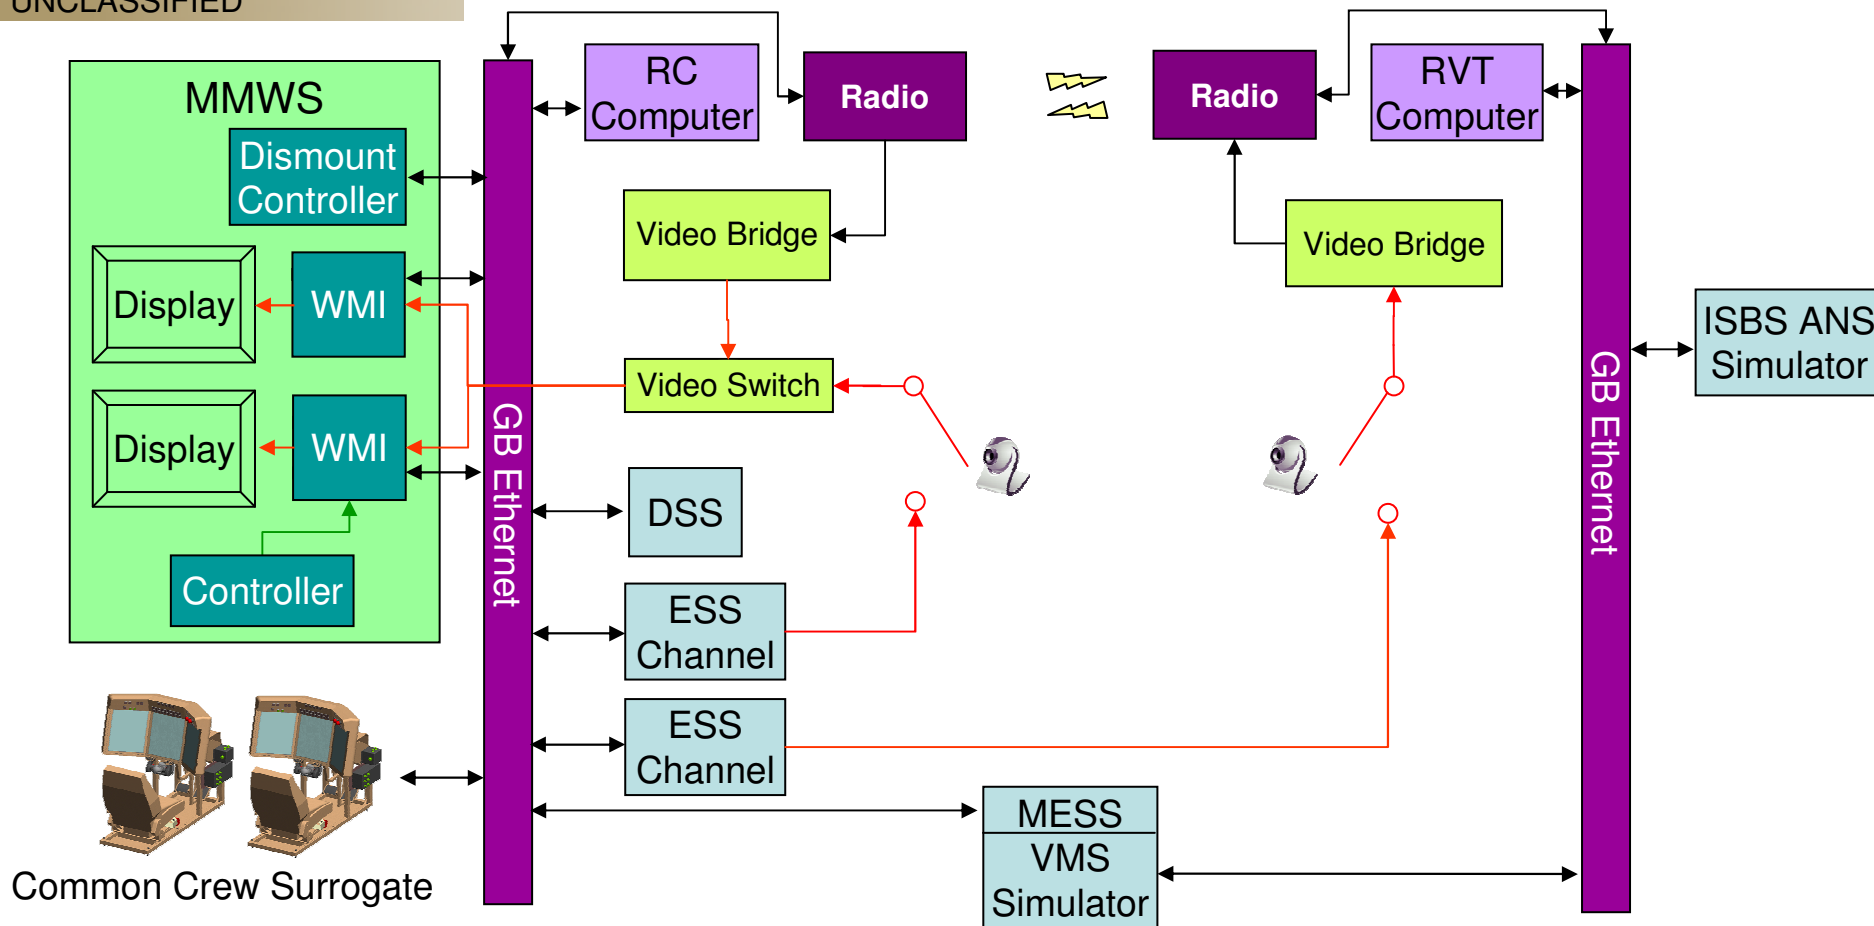 UNCLASSIFIED
MMWS
Dismount
Controller
Display
WMI
Display
WMI
Controller
Common Crew Surrogate
GB Ethernet
RC
Computer
Radio
Video Bridge
Video Switch
DSS
ESS
Channel
ESS
Channel
MESS
VMS
Simulator
Radio
RVT
Computer
Video Bridge
GB Ethernet
ISBS ANS
Simulator